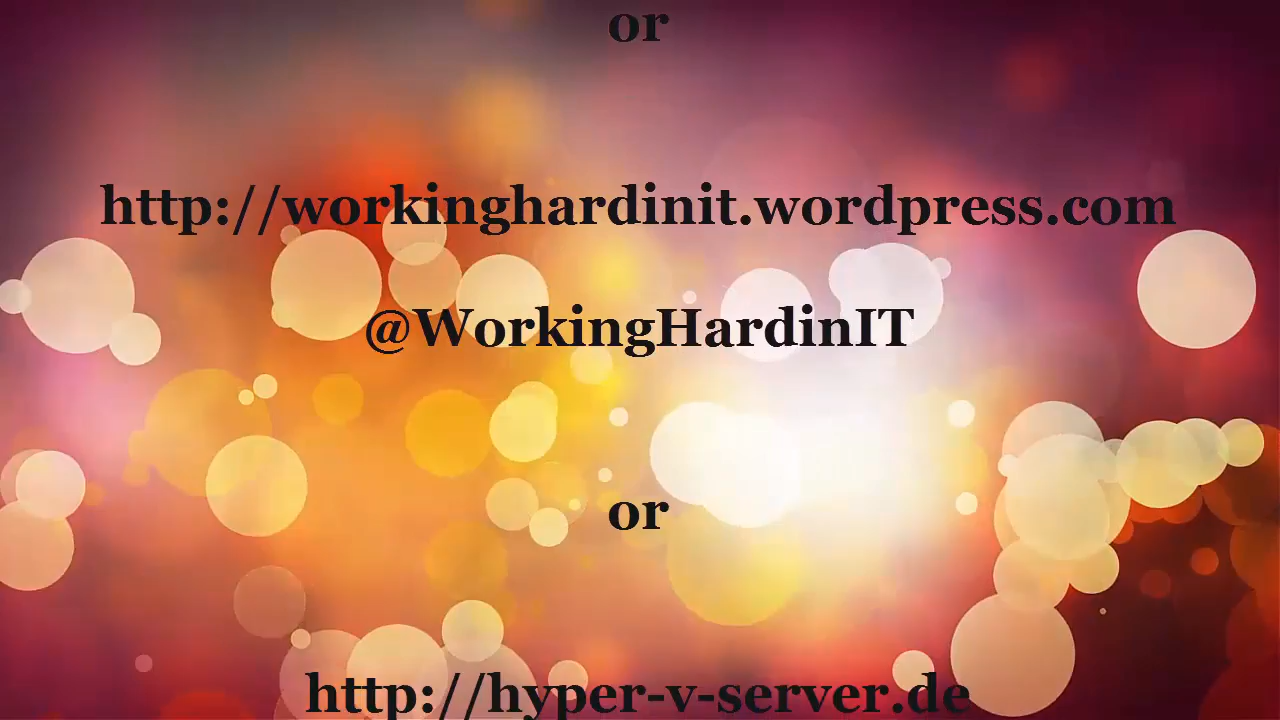 or
http://workinghardinit.wordpress.com
@WorkingHardinIT
or
http://hyper-v-server.de